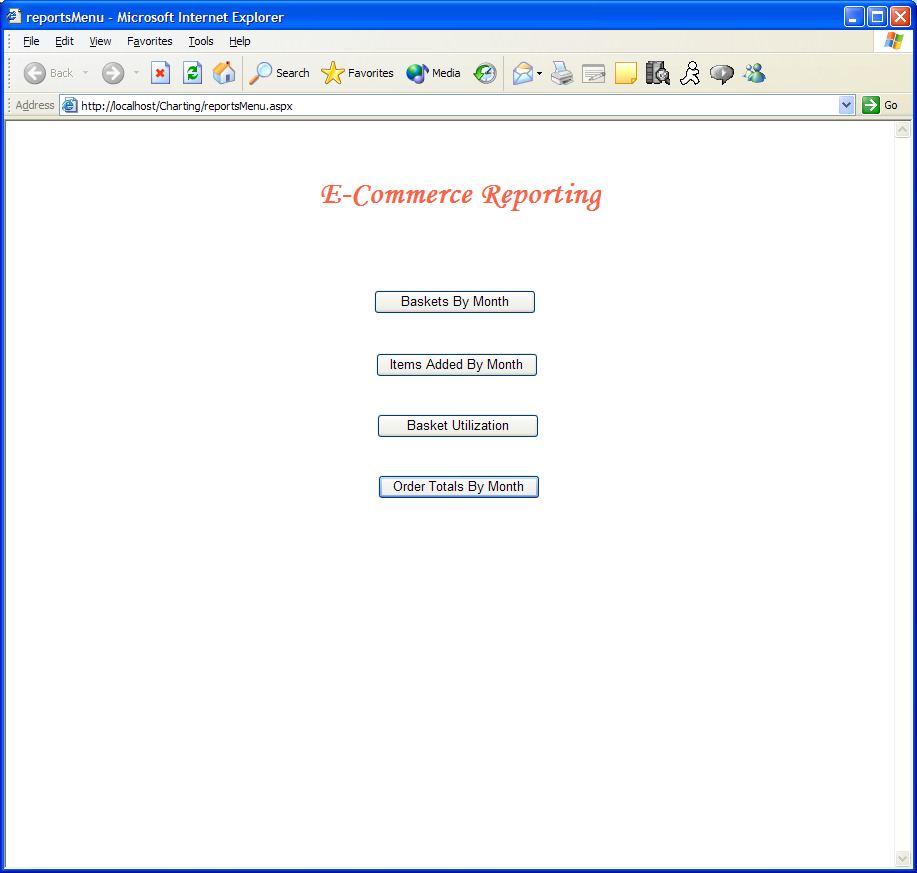 reportsMenu - Microsoft Internet Explorer
File Edit View Favorites Tools Help
Back Search Favorites Media
Address http://localhost/Charting/reportsMenu.aspx Go
E-Commerce Reporting
Baskets By Month
Items Added By Month
Basket Utilization
Order Totals By Month